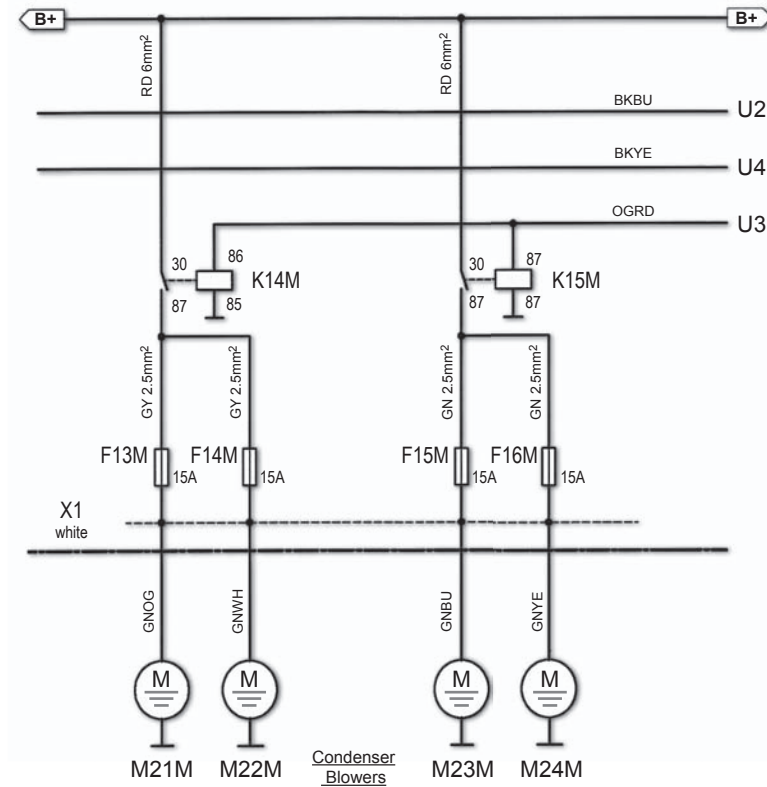 B+
B+
RD 6mm²
RD 6mm²
BKBU
U2
BKYE
U4
OGRD
U3
30
86
K14M
87
85
30
87
K15M
87
87
GY 2.5mm²
GY 2.5mm²
GN 2.5mm²
GN 2.5mm²
F13M
15A
F14M
15A
F15M
15A
F16M
15A
X1
white
GNOG
GNWH
GNBU
GNYE
M
M
M
M
M21M
M22M
Condenser
Blowers
M23M
M24M